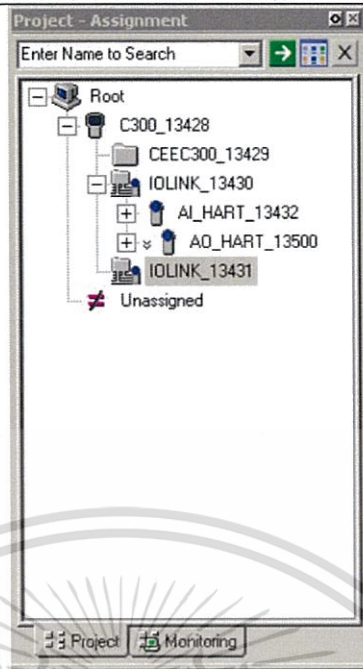 Project - Assignment
Enter Name to Search
Root
C300_13428
CEEC300_13429
IOLINK_13430
AI_HART_13432
AO_HART_13500
IOLINK_13431
Unassigned
Project
Monitoring